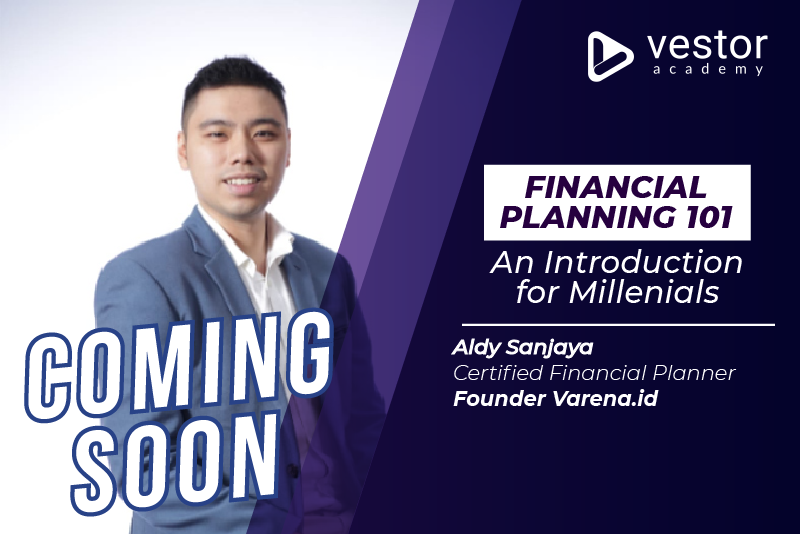 vestor
academy
FINANCIAL
PLANNING 101
An Introduction
for Millenials
Aldy Sanjaya
Certified Financial Planner
Founder Varena.id
COMING
SOON